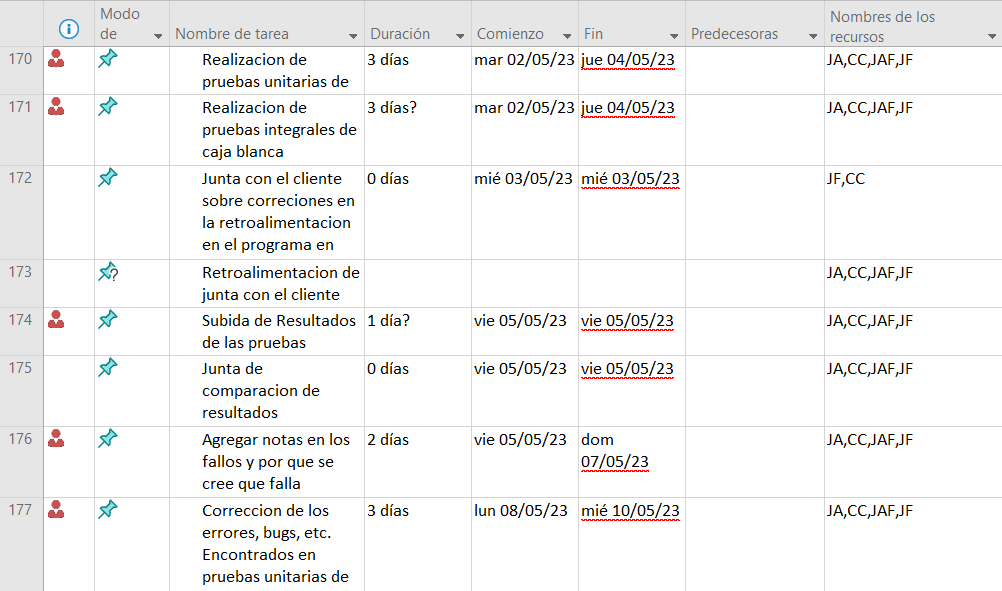 Modo de
Nombre de tarea
Duración
Comienzo
Fin
Predecesoras
Nombres de los recursos
170
Realizacion de
pruebas unitarias de
3 días
mar 02/05/23
jue 04/05/23
JA,CC,JAF,JF
171
Realizacion de
pruebas integrales de
caja blanca
3 días?
mar 02/05/23
jue 04/05/23
JA,CC,JAF,JF
172
Junta con el cliente
sobre correciones en
la retroalimentacion
en el programa en
0 días
mié 03/05/23
mié 03/05/23
JF,CC
173
?
Retroalimentacion de
junta con el cliente
JA,CC,JAF,JF
174
Subida de Resultados
de las pruebas
1 día?
vie 05/05/23
vie 05/05/23
JA,CC,JAF,JF
175
Junta de
comparacion de
resultados
0 días
vie 05/05/23
vie 05/05/23
JA,CC,JAF,JF
176
Agregar notas en los
fallos y por que se
cree que falla
2 días
vie 05/05/23
dom
07/05/23
JA,CC,JAF,JF
177
Correccion de los
errores, bugs, etc.
Encontrados en
pruebas unitarias de
3 días
lun 08/05/23
mié 10/05/23
JA,CC,JAF,JF